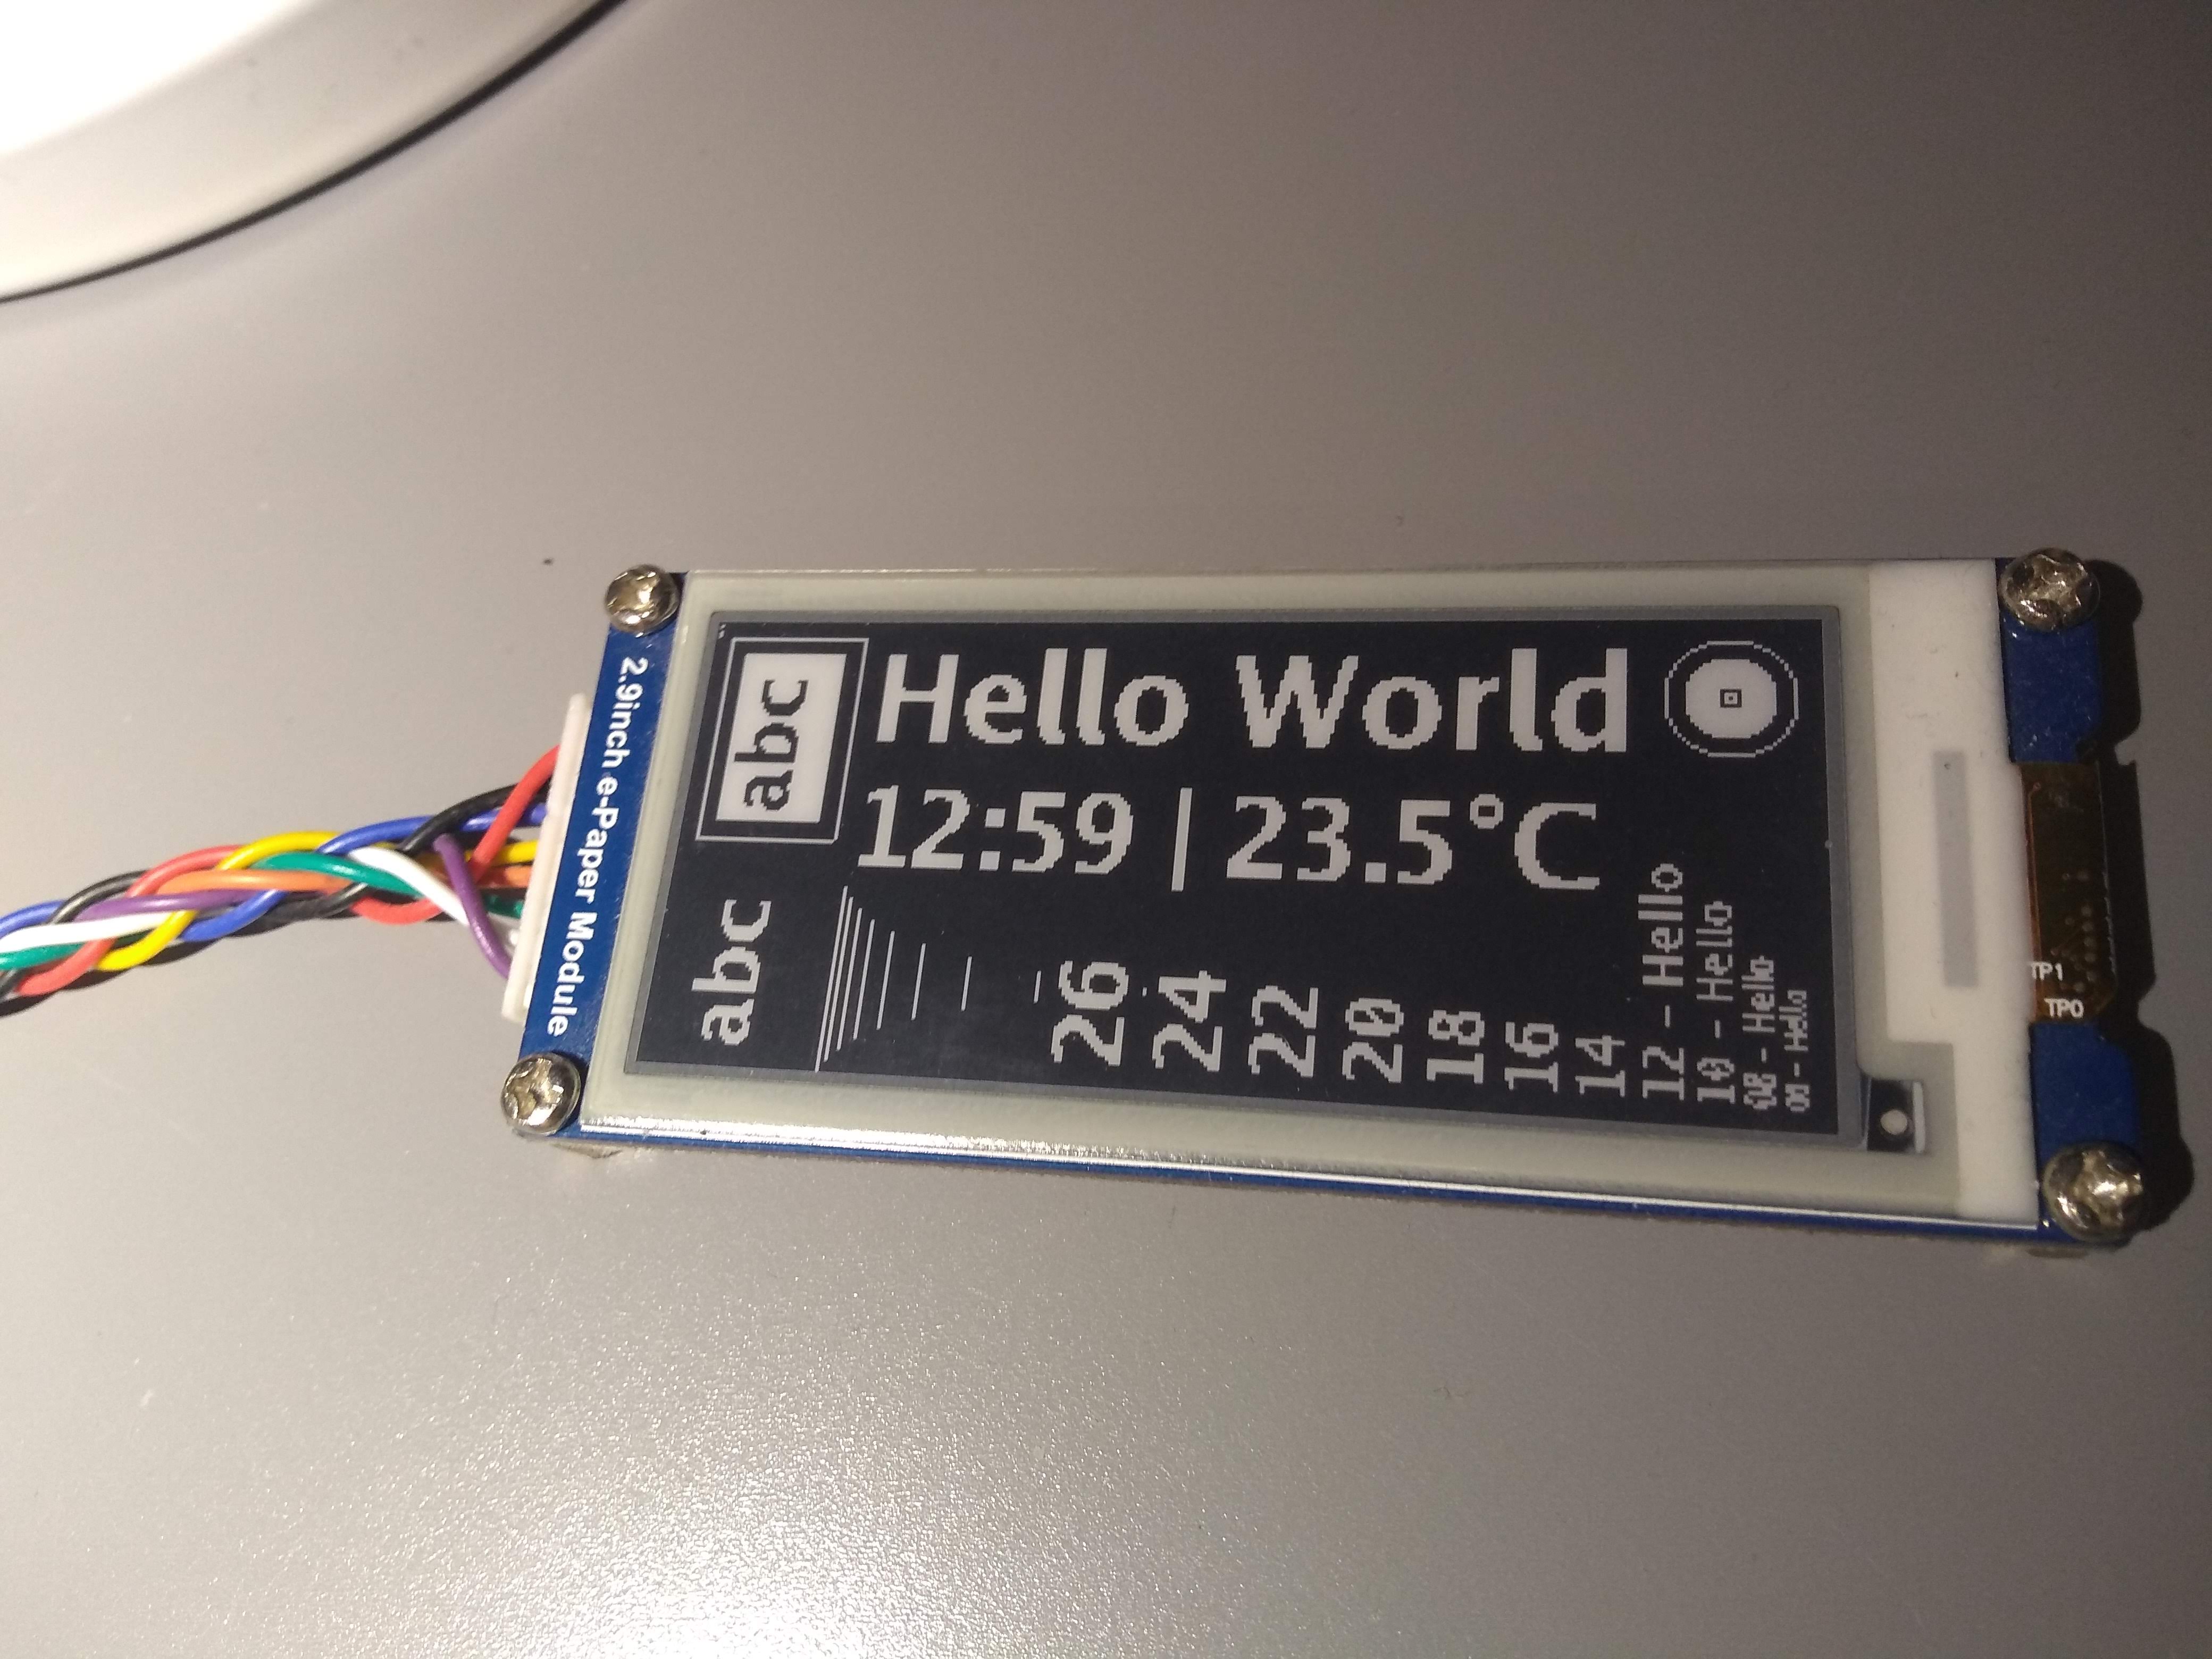 2.9inch e-Paper Module
abc
Hello World
12:59 | 23.5°C
abc
26
24
22
20
18
16
14
12 - Hello
10 - Hello
08 - Hello
- Hello
TP1
TP0